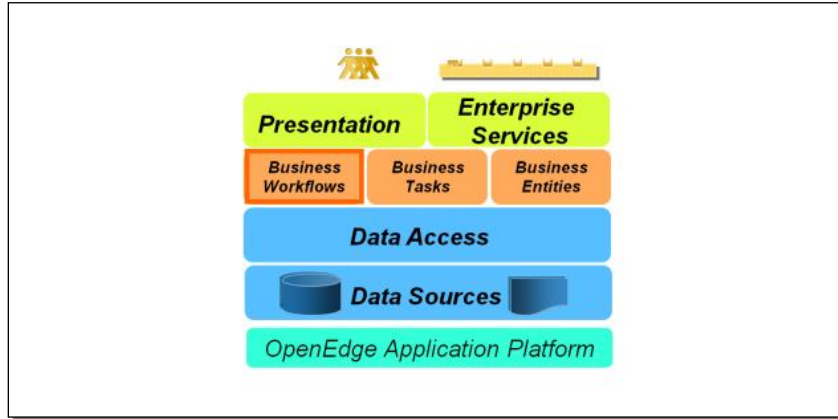 Presentation
Enterprise
Services
Business
Workflows
Business
Tasks
Business
Entities
Data Access
Data Sources
OpenEdge Application Platform